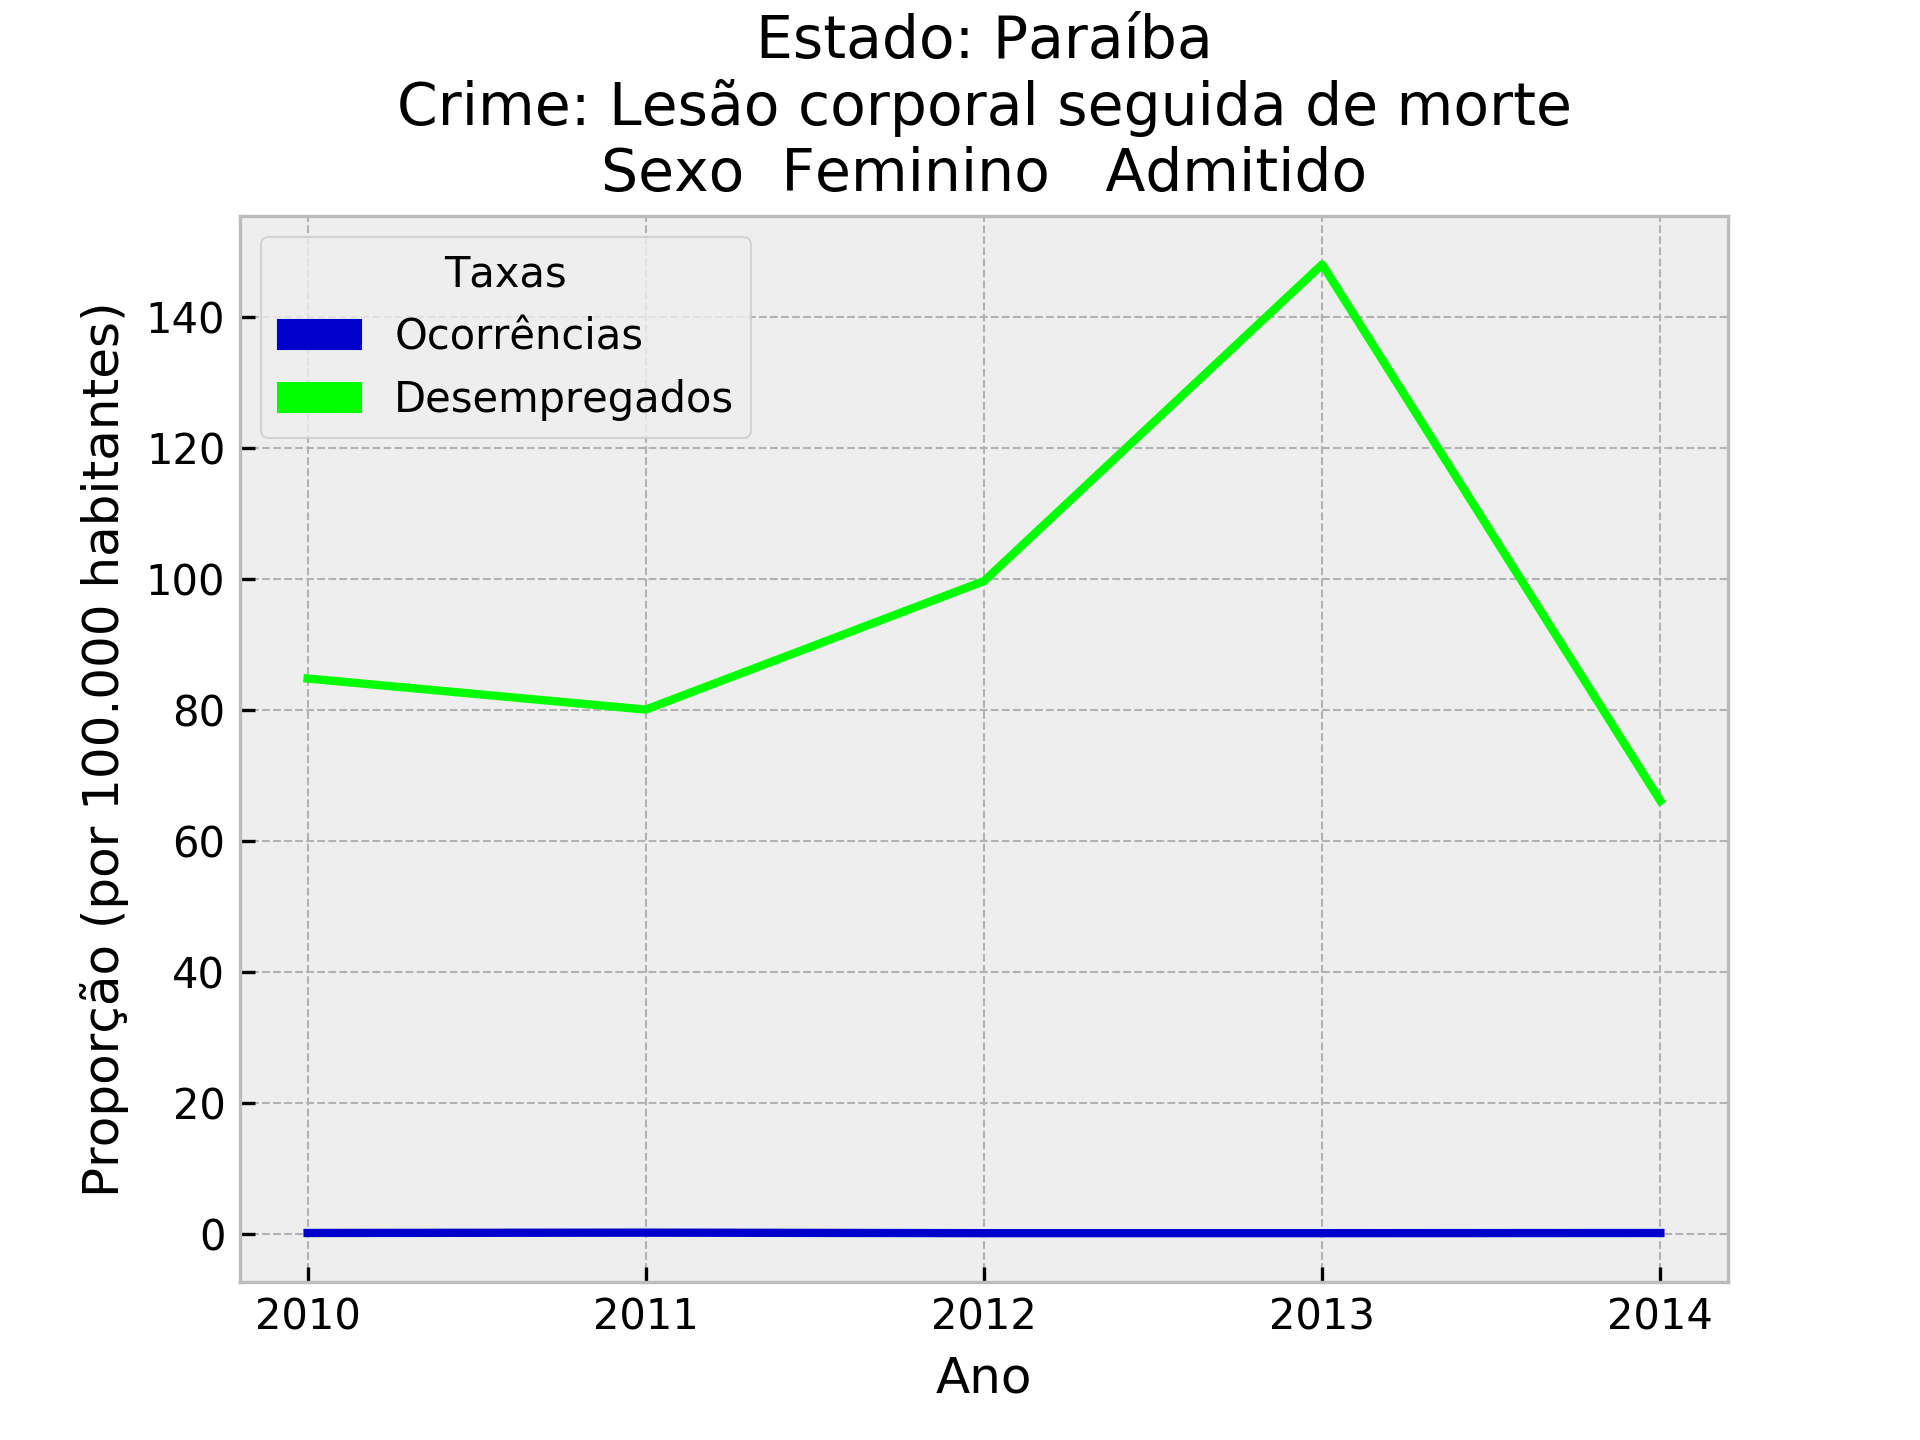 Estado: Paraíba
Crime: Lesão corporal seguida de morte
Sexo  Feminino   Admitido
Taxas
Ocorrências
Desempregados
Proporção (por 100.000 habitantes)
140
120
100
80
60
40
20
0
2010 2011 2012 2013 2014
Ano